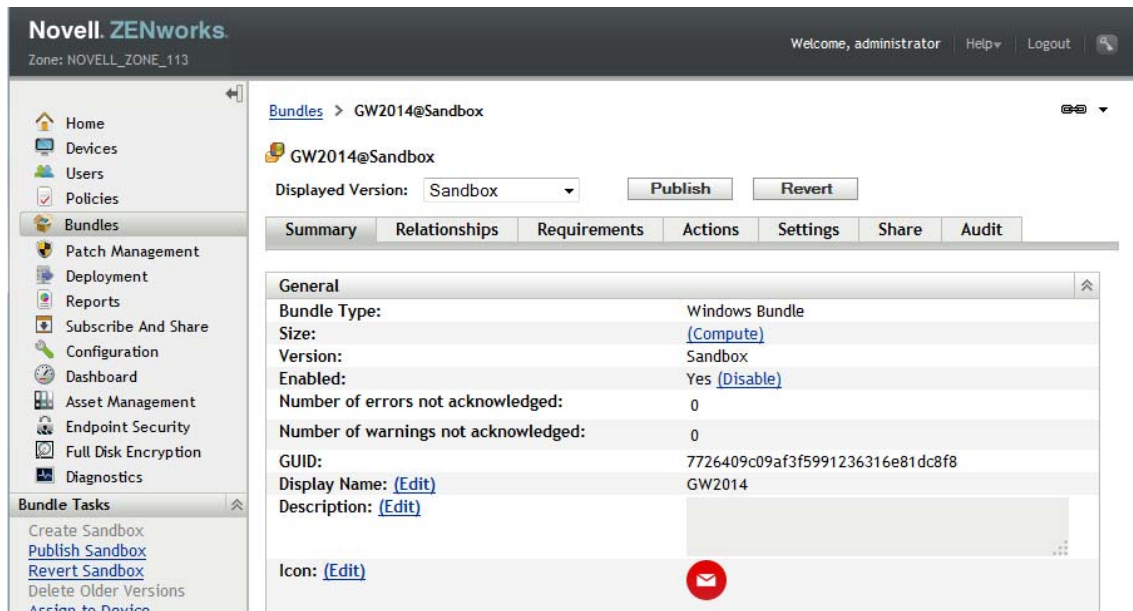 Novell. ZENworks.
Zone: NOVELL_ZONE_113
Welcome, administrator Help Logout
Home
Devices
Users
Policies
Bundles
Patch Management
Deployment
Reports
Subscribe And Share
Configuration
Dashboard
Asset Management
Endpoint Security
Full Disk Encryption
Diagnostics
Bundle Tasks
Create Sandbox
Publish Sandbox
Revert Sandbox
Delete Older Versions
Assign to Device
Bundles > GW2014@Sandbox
GW2014@Sandbox
Displayed Version: Sandbox Publish Revert
Summary Relationships Requirements Actions Settings Share Audit
General
Bundle Type: Windows Bundle
Size: (Compute)
Version: Sandbox
Enabled: Yes (Disable)
Number of errors not acknowledged: 0
Number of warnings not acknowledged: 0
GUID: 7726409c09af3f5991236316e81dc8f8
Display Name: (Edit) GW2014
Description: (Edit)
Icon: (Edit)